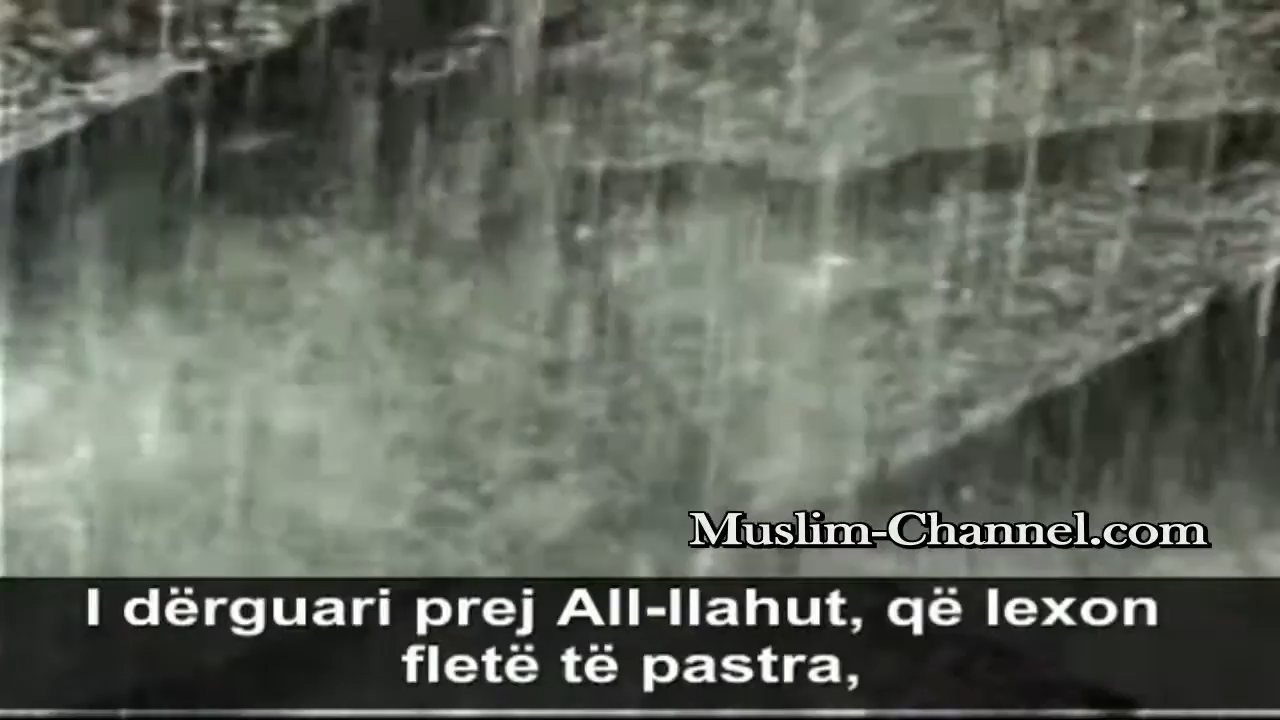 Muslim-Channel.com
I dërguari prej All-llahut, që lexon
fletë të pastra,